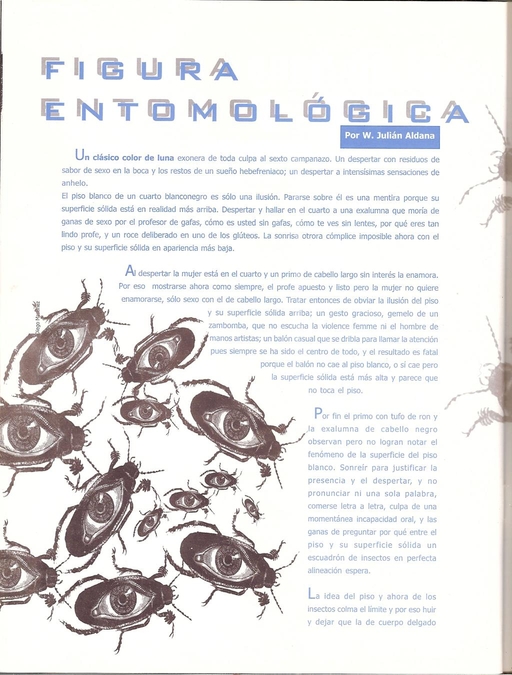 FIGURA
ENTOMOLÓGICA
Por W. Julián Aldana
Un clásico color de luna exonera de toda culpa al sexto campanazo. Un despertar con residuos de
sabor de sexo en la boca y los restos de un sueño hebefreniaco; un despertar a intensísimas sensaciones de
anhelo.
El piso blanco de un cuarto blanconegro es sólo una ilusión. Pararse sobre él es una mentira porque su
superficie sólida está en realidad más arriba. Despertar y hallar en el cuarto a una exalumna que moría de
ganas de sexo por el profesor de gafas, cómo es usted sin gafas, cómo te ves sin lentes, por qué eres tan
lindo profe, y un roce deliberado en uno de los glúteos. La sonrisa otrora cómplice imposible ahora con el
piso y su superficie sólida en apariencia más baja.
Al despertar la mujer está en el cuarto y un primo de cabello largo sin interés la enamora.
Por eso mostrarse ahora como siempre, el profe apuesto y listo pero la mujer no quiere
enamorarse, sólo sexo con el de cabello largo. Tratar entonces de obviar la ilusión del piso
y su superficie sólida arriba; un gesto gracioso, gemelo de un
zambomba, que no escucha la violence femme ni el hombre de
manos artistas; un balón casual que se dribla para llamar la atención
pues siempre se ha sido el centro de todo, y el resultado es fatal
porque el balón no cae al piso blanco, o sí cae pero
la superficie sólida está más alta y parece que
no toca el piso.
Por fin el primo con tufo de ron y
la exalumna de cabello negro
observan pero no logran notar el
fenómeno de la superficie del piso
blanco. Sonreír para justificar la
presencia y el despertar, y no
pronunciar ni una sola palabra,
comerse letra a letra, culpa de una
momentánea incapacidad oral, y las
ganas de preguntar por qué entre el
piso y su superficie sólida un
escuadrón de insectos en perfecta
alineación espera.
La idea del piso y ahora de los
insectos colma el límite y por eso huir
y dejar que la de cuerpo delgado